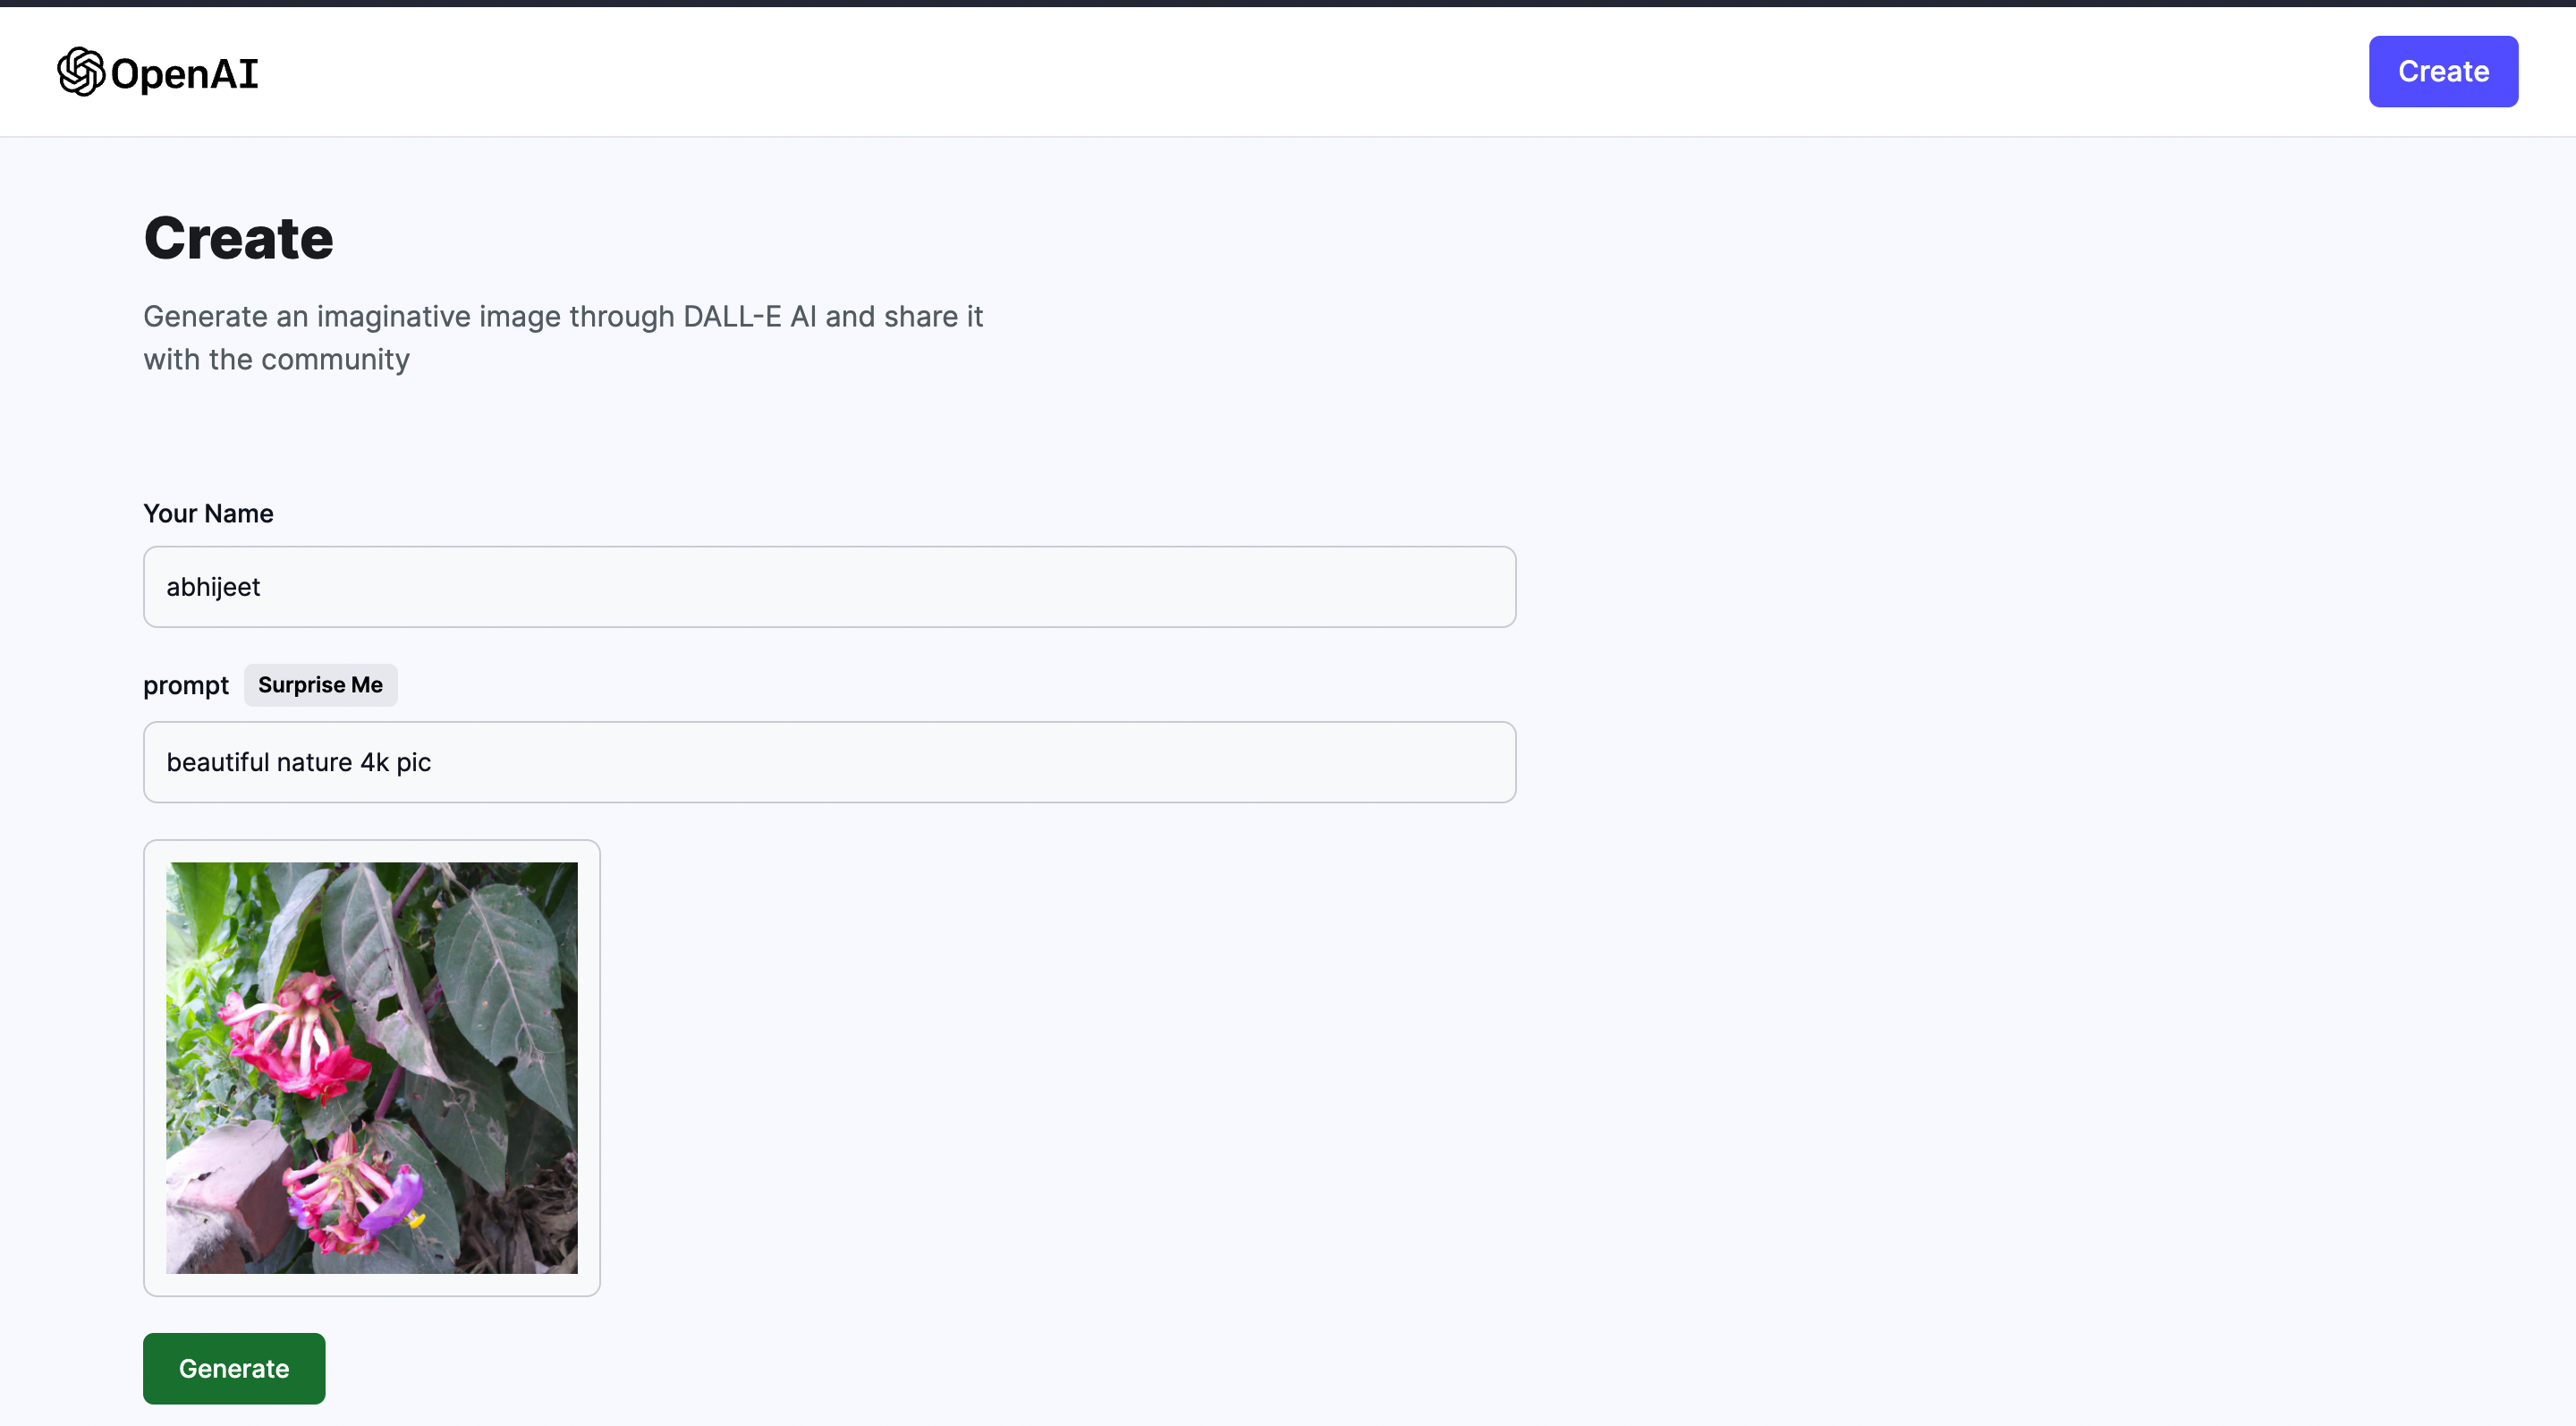 OpenAI
Create
Create
Generate an imaginative image through DALL-E AI and share it
with the community
Your Name
abhijeet
prompt
Surprise Me
beautiful nature 4k pic
Generate